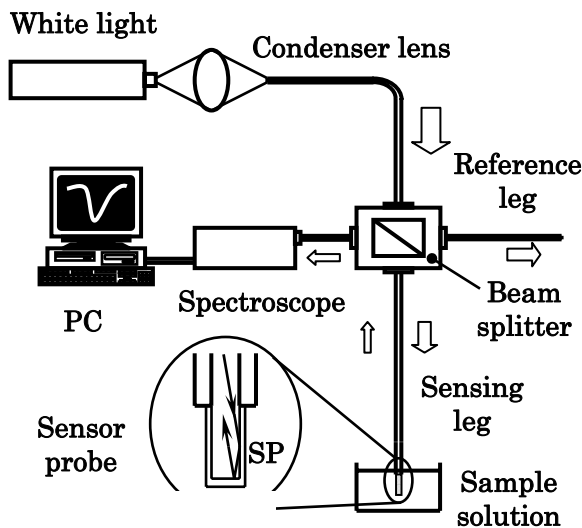 White light
Condenser lens
Reference
leg
Beam
splitter
Spectroscope
PC
Sensing
leg
Sensor
probe
SP
Sample
solution